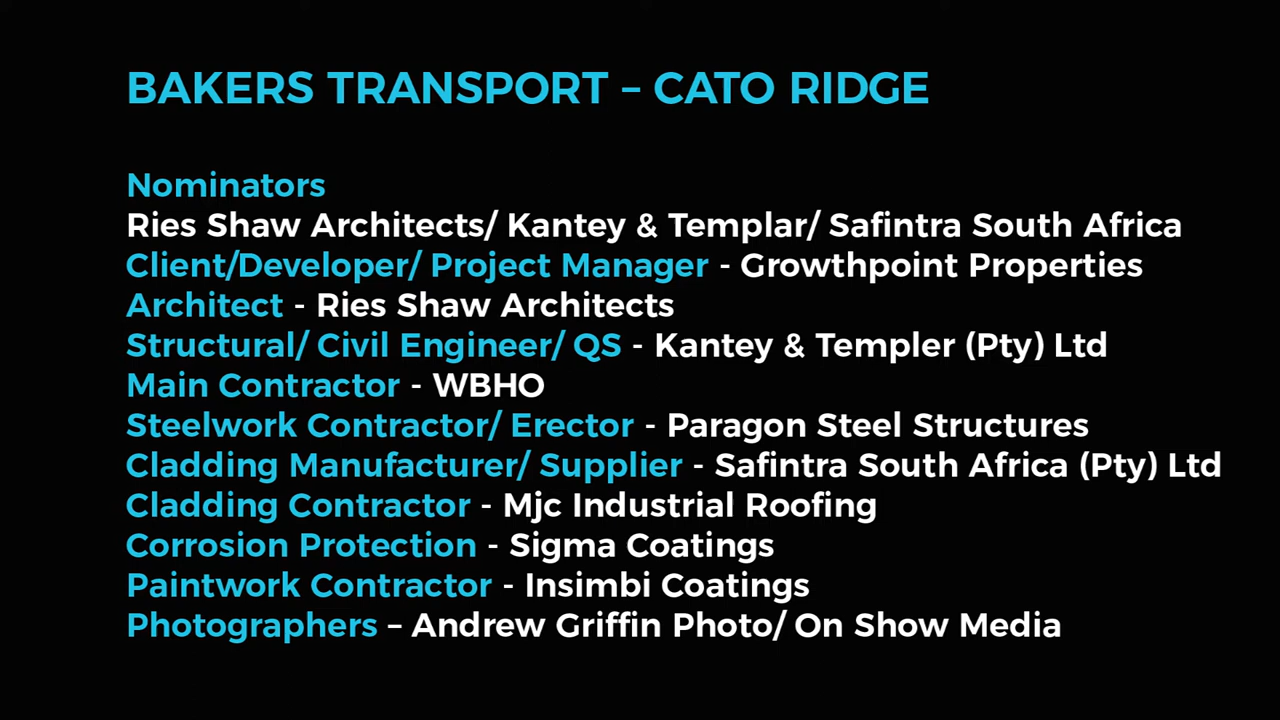 BAKERS TRANSPORT – CATO RIDGE
Nominators
Ries Shaw Architects/ Kantey & Templar/ Safintra South Africa
Client/Developer/ Project Manager - Growthpoint Properties
Architect - Ries Shaw Architects
Structural/ Civil Engineer/ QS - Kantey & Templer (Pty) Ltd
Main Contractor - WBHO
Steelwork Contractor/ Erector - Paragon Steel Structures
Cladding Manufacturer/ Supplier - Safintra South Africa (Pty) Ltd
Cladding Contractor - Mjc Industrial Roofing
Corrosion Protection - Sigma Coatings
Paintwork Contractor - Insimbi Coatings
Photographers – Andrew Griffin Photo/ On Show Media